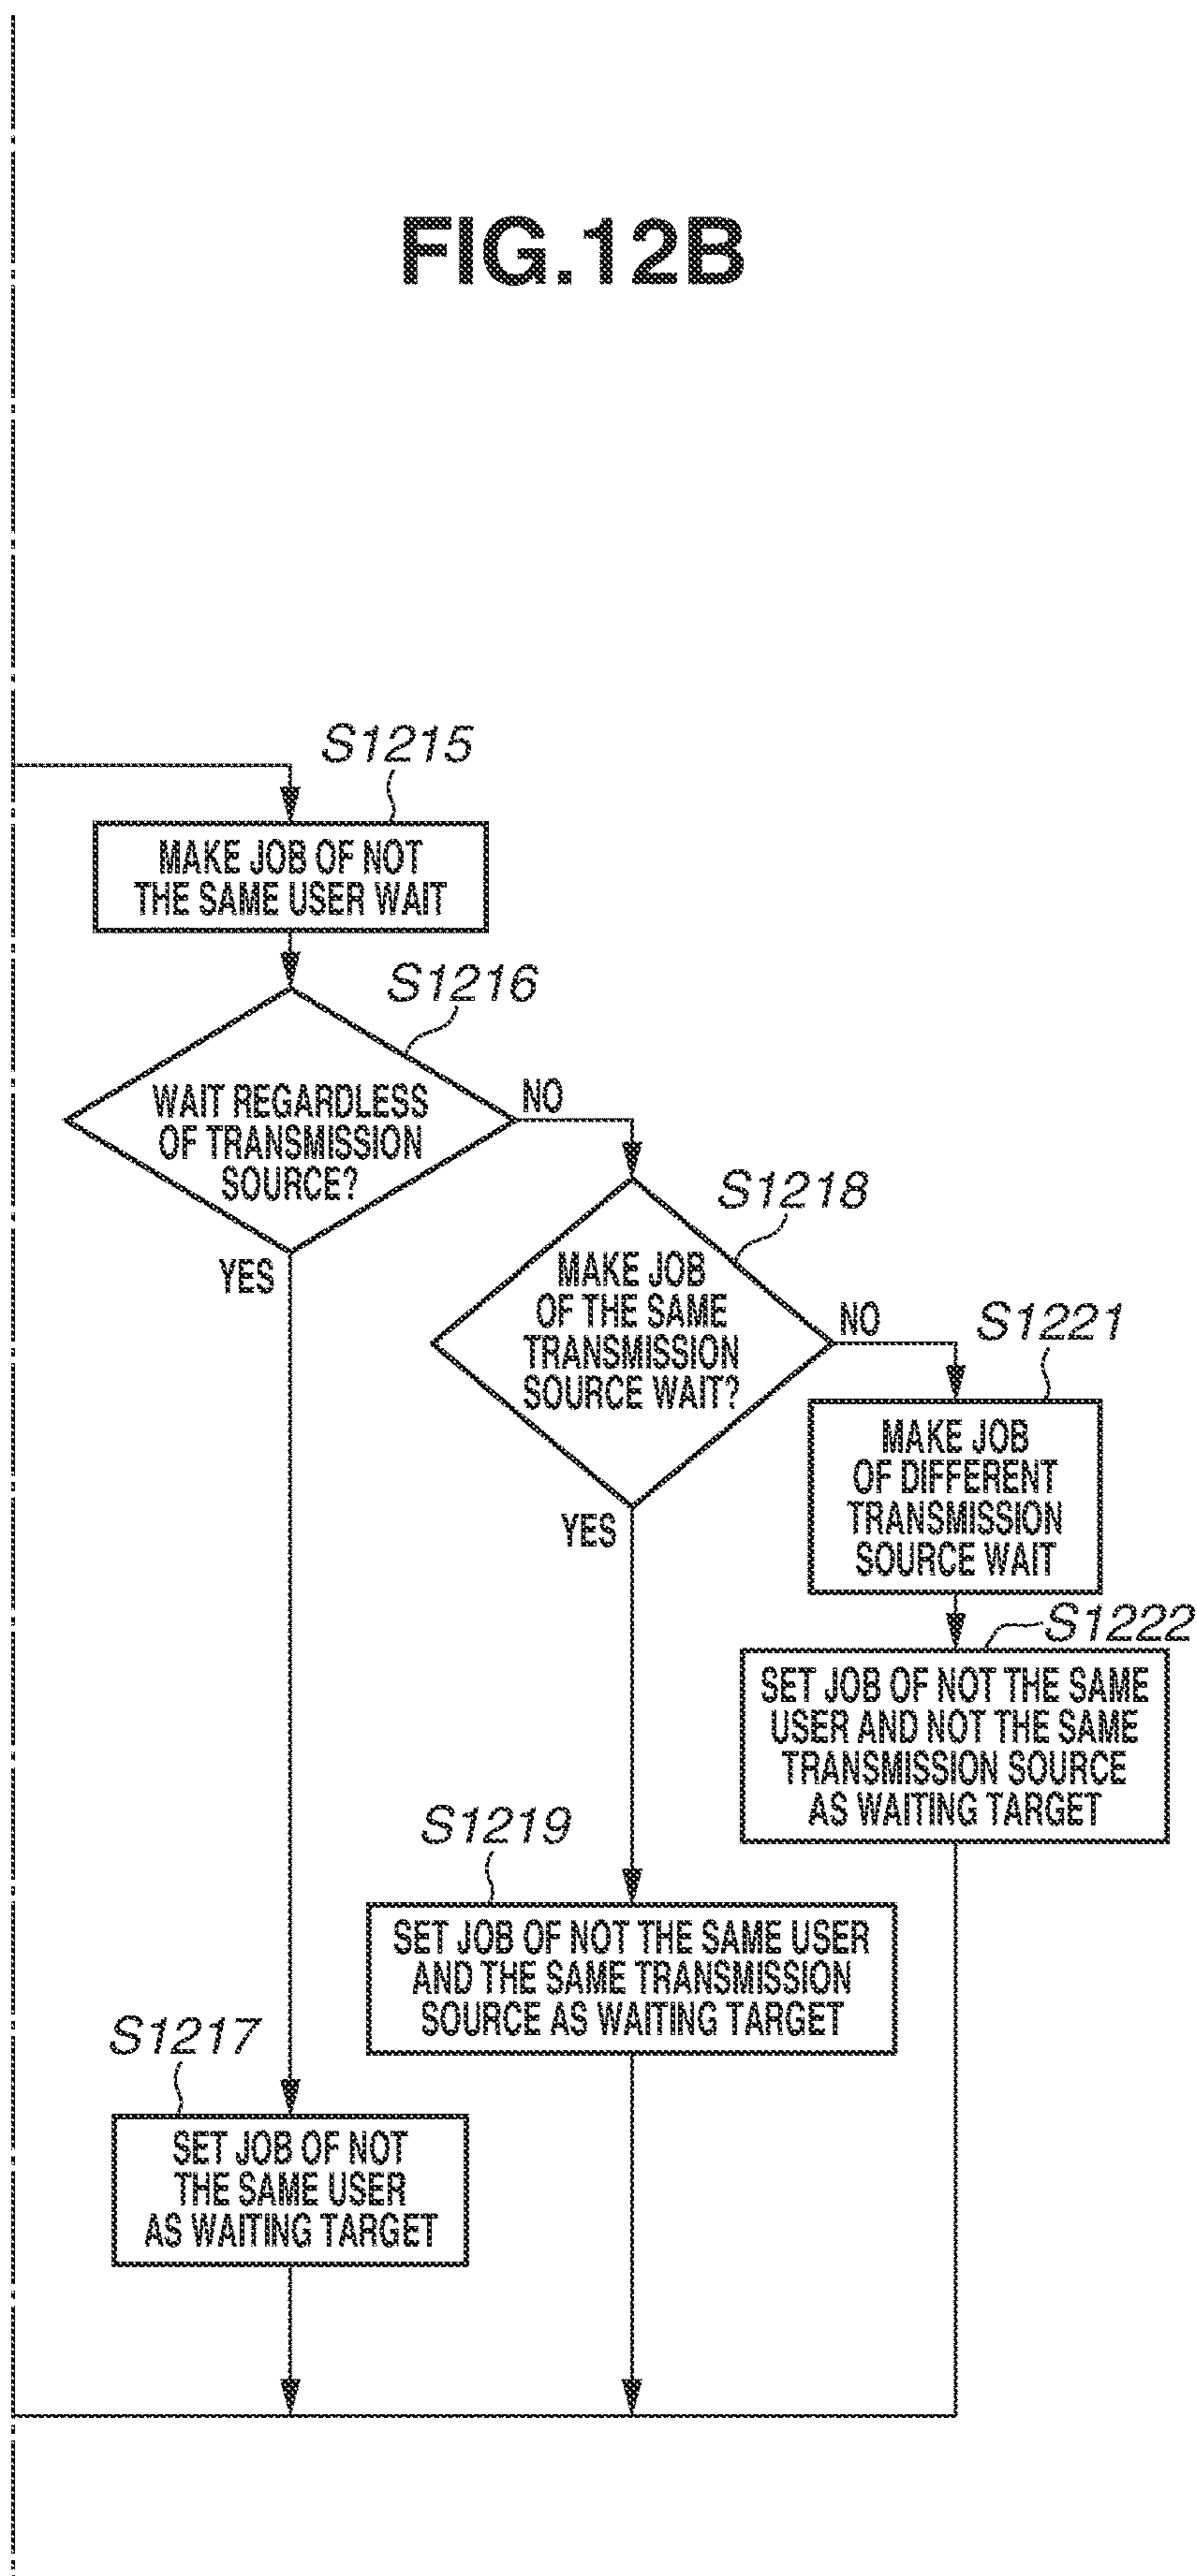 FIG.12B
S1215
MAKE JOB OF NOT
THE SAME USER WAIT
S1216
WAIT REGARDLESS
OF TRANSMISSION
SOURCE?
NO
YES
S1218
MAKE JOB
OF THE SAME
TRANSMISSION
SOURCE WAIT?
NO
YES
S1221
MAKE JOB
OF DIFFERENT
TRANSMISSION
SOURCE WAIT
S1222
SET JOB OF NOT THE SAME
USER AND NOT THE SAME
TRANSMISSION SOURCE
AS WAITING TARGET
S1219
SET JOB OF NOT THE SAME USER
AND THE SAME TRANSMISSION
SOURCE AS WAITING TARGET
S1217
SET JOB OF NOT
THE SAME USER
AS WAITING TARGET